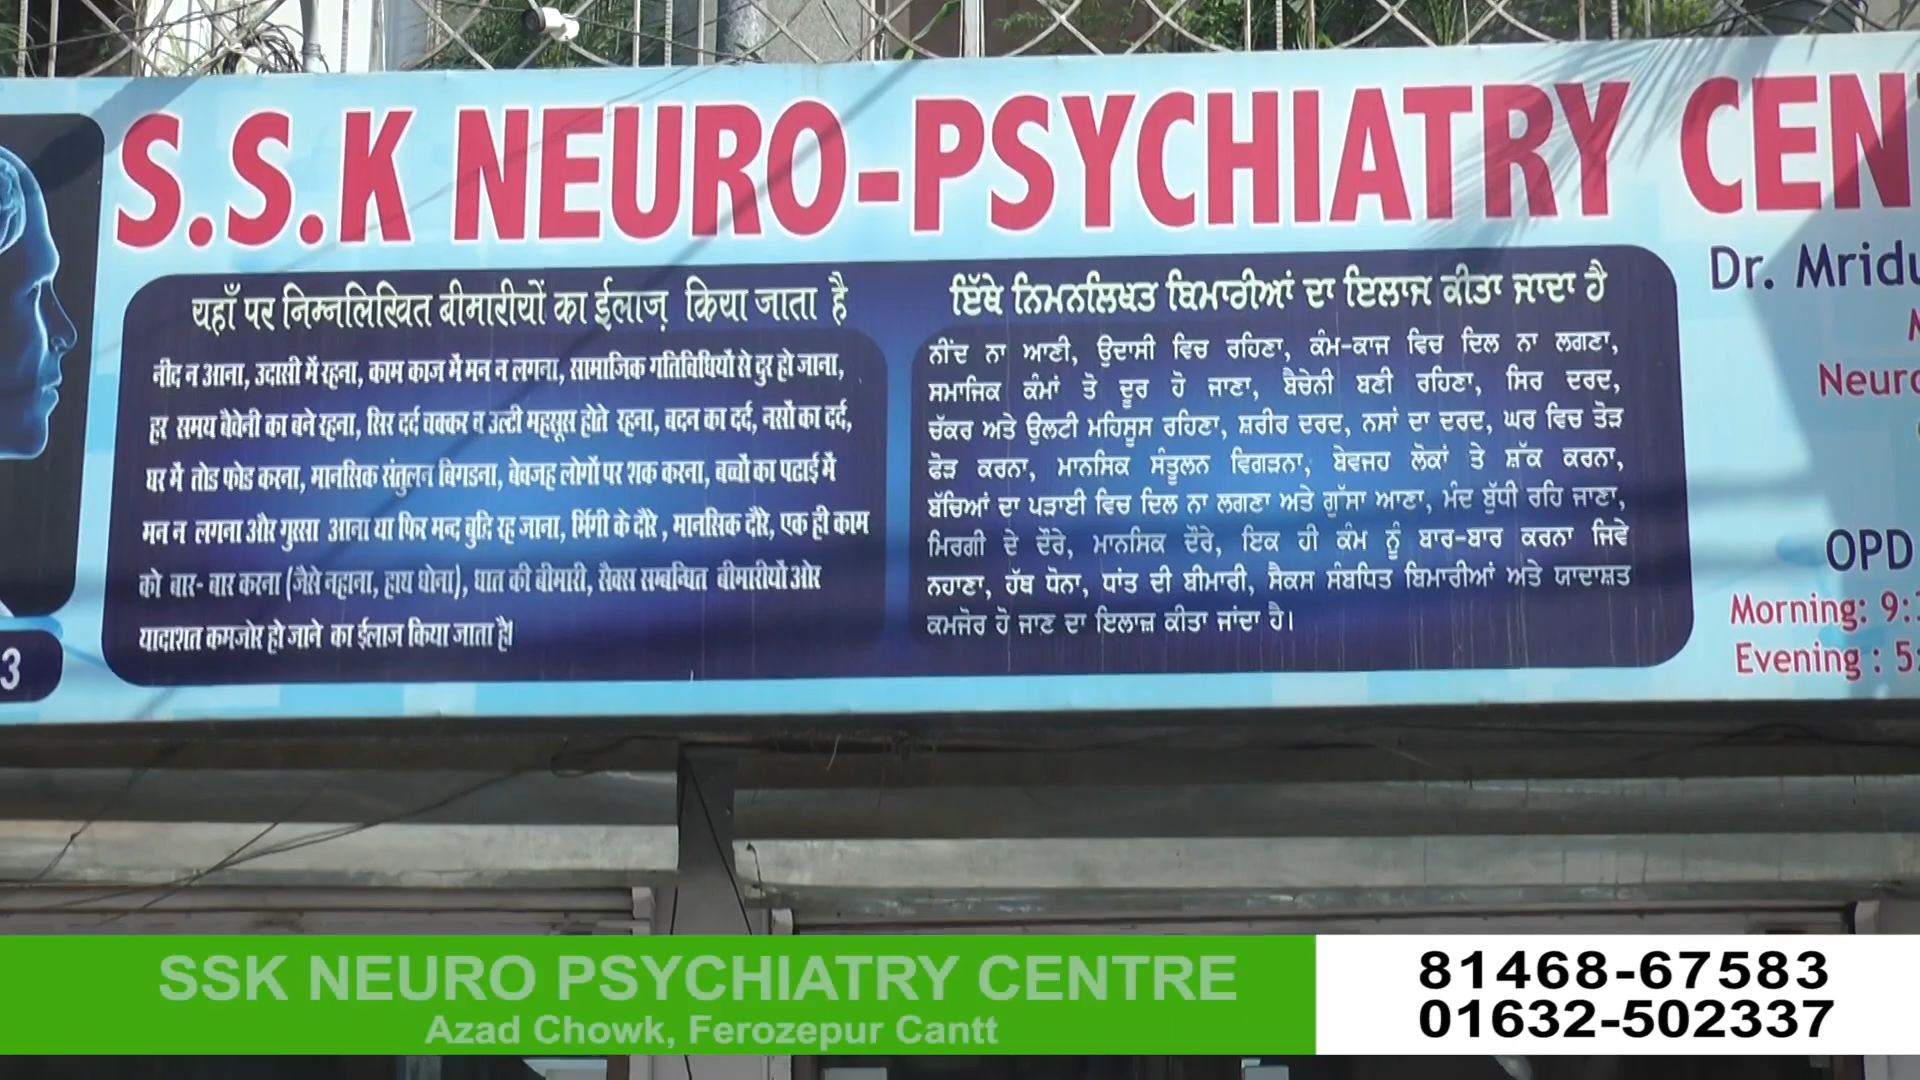 S.S.K NEURO-PSYCHIATRY CEN
यहाँ पर निम्नलिखित बीमारीयों का ईलाज़ किया जाता है
नींद न आना, उदासी में रहना, काम काज में मन न लगना, सामाजिक गतिविधियों से दुर हो जाना,
हर समय बैचेनी का बने रहना, सिर दर्द चक्कर व उल्टी महसूस होते रहना, बदन का दर्द, नसों का दर्द,
घर में तोड फोड करना, मानसिक संतुलन बिगडना, बेवजह लोगों पर शक करना, बच्चों का पढाई में
मन न लगना और गुस्सा आना या फिर मन्द बुद्दि रह जाना, मिंगी के दौरे, मानसिक दौरे, एक ही काम
को बार- बार करना (जैसे नहाना, हाथ धोना), धात की बीमारी, सैक्स सम्बन्धित बीमारीयों ओर
यादाशत कमजोर हो जाने का ईलाज किया जाता है।
ਇੱਥੇ ਨਿਮਨਲਿਖਤ ਬਿਮਾਰੀਆਂ ਦਾ ਇਲਾਜ ਕੀਤਾ ਜਾਦਾ ਹੈ
ਨੀਂਦ ਨਾ ਆਣੀ, ਉਦਾਸੀ ਵਿਚ ਰਹਿਣਾ, ਕੰਮ-ਕਾਜ ਵਿਚ ਦਿਲ ਨਾ ਲਗਣਾ,
ਸਮਾਜਿਕ ਕੰਮਾਂ ਤੋ ਦੂਰ ਹੋ ਜਾਣਾ, ਬੈਚੇਨੀ ਬਣੀ ਰਹਿਣਾ, ਸਿਰ ਦਰਦ,
ਚੱਕਰ ਅਤੇ ਉਲਟੀ ਮਹਿਸੂਸ ਰਹਿਣਾ, ਸ਼ਰੀਰ ਦਰਦ, ਨਸਾਂ ਦਾ ਦਰਦ, ਘਰ ਵਿਚ ਤੋੜ
ਫੋੜ ਕਰਨਾ, ਮਾਨਸਿਕ ਸੰਤੂਲਨ ਵਿਗੜਨਾ, ਬੇਵਜਹ ਲੋਕਾਂ ਤੇ ਸ਼ੱਕ ਕਰਨਾ,
ਬੱਚਿਆਂ ਦਾ ਪੜਾਈ ਵਿਚ ਦਿਲ ਨਾ ਲਗਣਾ ਅਤੇ ਗੁੱਸਾ ਆਣਾ, ਮੰਦ ਬੁੱਧੀ ਰਹਿ ਜਾਣਾ,
ਮਿਰਗੀ ਦੇ ਦੌਰੇ, ਮਾਨਸਿਕ ਦੌਰੇ, ਇਕ ਹੀ ਕੰਮ ਨੂੰ ਬਾਰ-ਬਾਰ ਕਰਨਾ ਜਿਵੇ
ਨਹਾਣਾ, ਹੱਥ ਧੋਨਾ, ਧਾਂਤ ਦੀ ਬੀਮਾਰੀ, ਸੈਕਸ ਸੰਬਧਿਤ ਬਿਮਾਰੀਆਂ ਅਤੇ ਯਾਦਾਸ਼ਤ
ਕਮਜੋਰ ਹੋ ਜਾਣ ਦਾ ਇਲਾਜ਼ ਕੀਤਾ ਜਾਂਦਾ ਹੈ।
Dr. Mridu
Neuro
OPD
Morning: 9:
Evening : 5:
3
SSK NEURO PSYCHIATRY CENTRE
Azad Chowk, Ferozepur Cantt
81468-67583
01632-502337